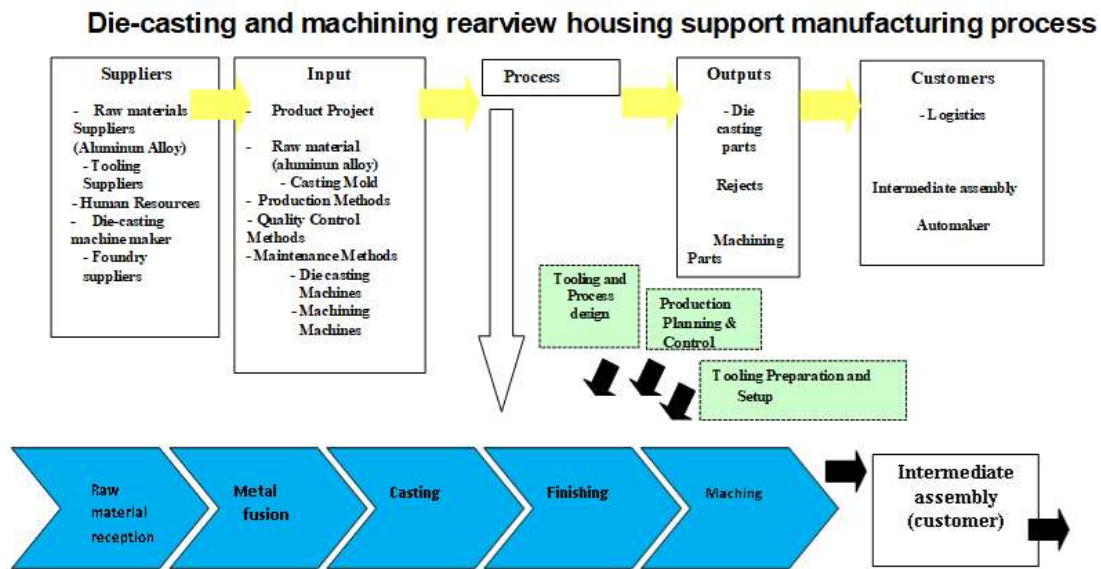 Die-casting and machining rearview housing support manufacturing process
Suppliers
- Raw materials
Suppliers
(Aluminun Alloy)
- Tooling
Suppliers
- Human Resources
- Die-casting
machine maker
- Foundry
suppliers
Input
- Product Project
- Raw material
(aluminun alloy)
- Casting Mold
- Production Methods
- Quality Control
Methods
- Maintenance Methods
- Die casting
Machines
- Machining
Machines
Process
Outputs
- Die
casting
parts
Rejects
Machining
Parts
Customers
- Logistics
Intermediate assembly
Automaker
Tooling and
Process
design
Production
Planning &
Control
Tooling Preparation and
Setup
Raw
material
reception
Metal
fusion
Casting
Finishing
Maching
Intermediate
assembly
(customer)